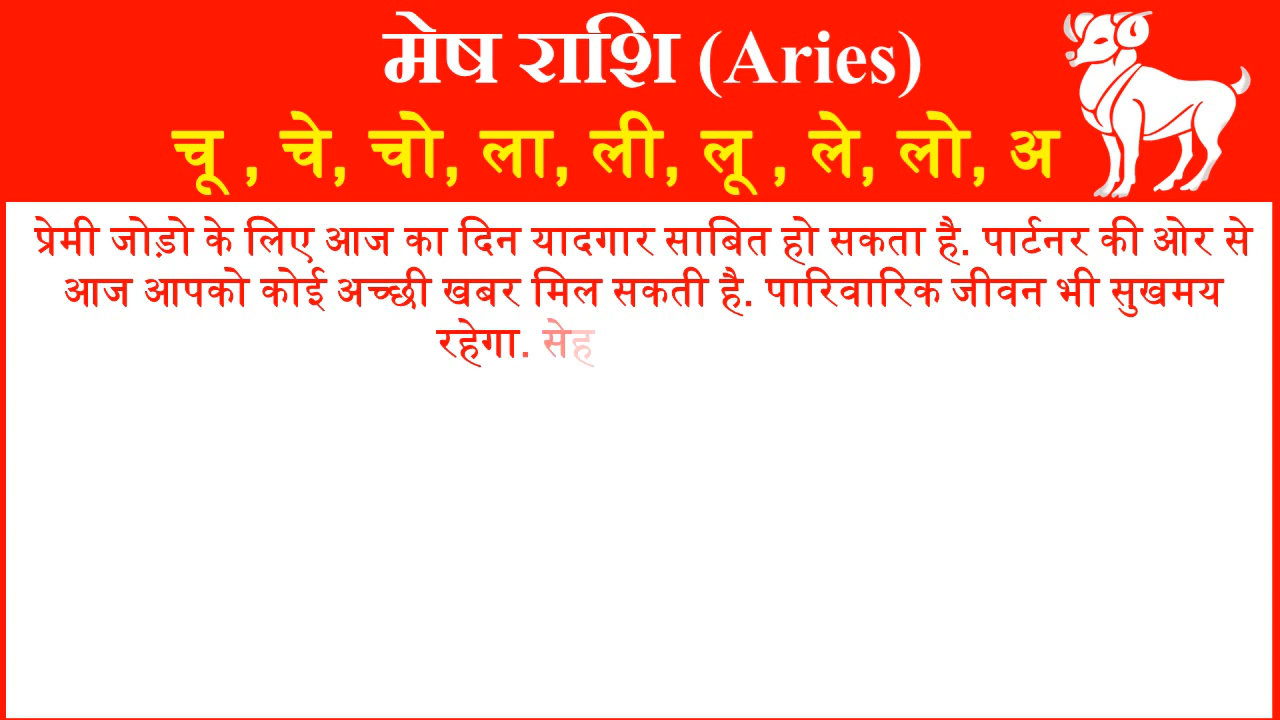 मेष राशि (Aries)
चू , चे, चो, ला, ली, लू , ले, लो, अ
प्रेमी जोड़ो के लिए आज का दिन यादगार साबित हो सकता है. पार्टनर की ओर से
आज आपको कोई अच्छी खबर मिल सकती है. पारिवारिक जीवन भी सुखमय
रहेगा. सेह